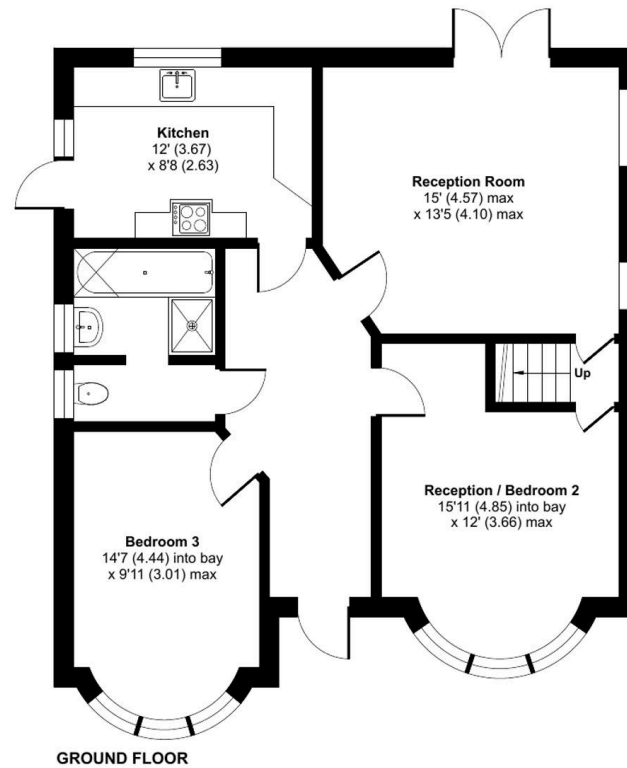 Kitchen
12' (3.67)
x 8'8 (2.63)
Reception Room
15' (4.57) max
x 13'5 (4.10) max
Up
Reception / Bedroom 2
15'11 (4.85) into bay
x 12' (3.66) max
Bedroom 3
14'7 (4.44) into bay
x 9'11 (3.01) max
GROUND FLOOR